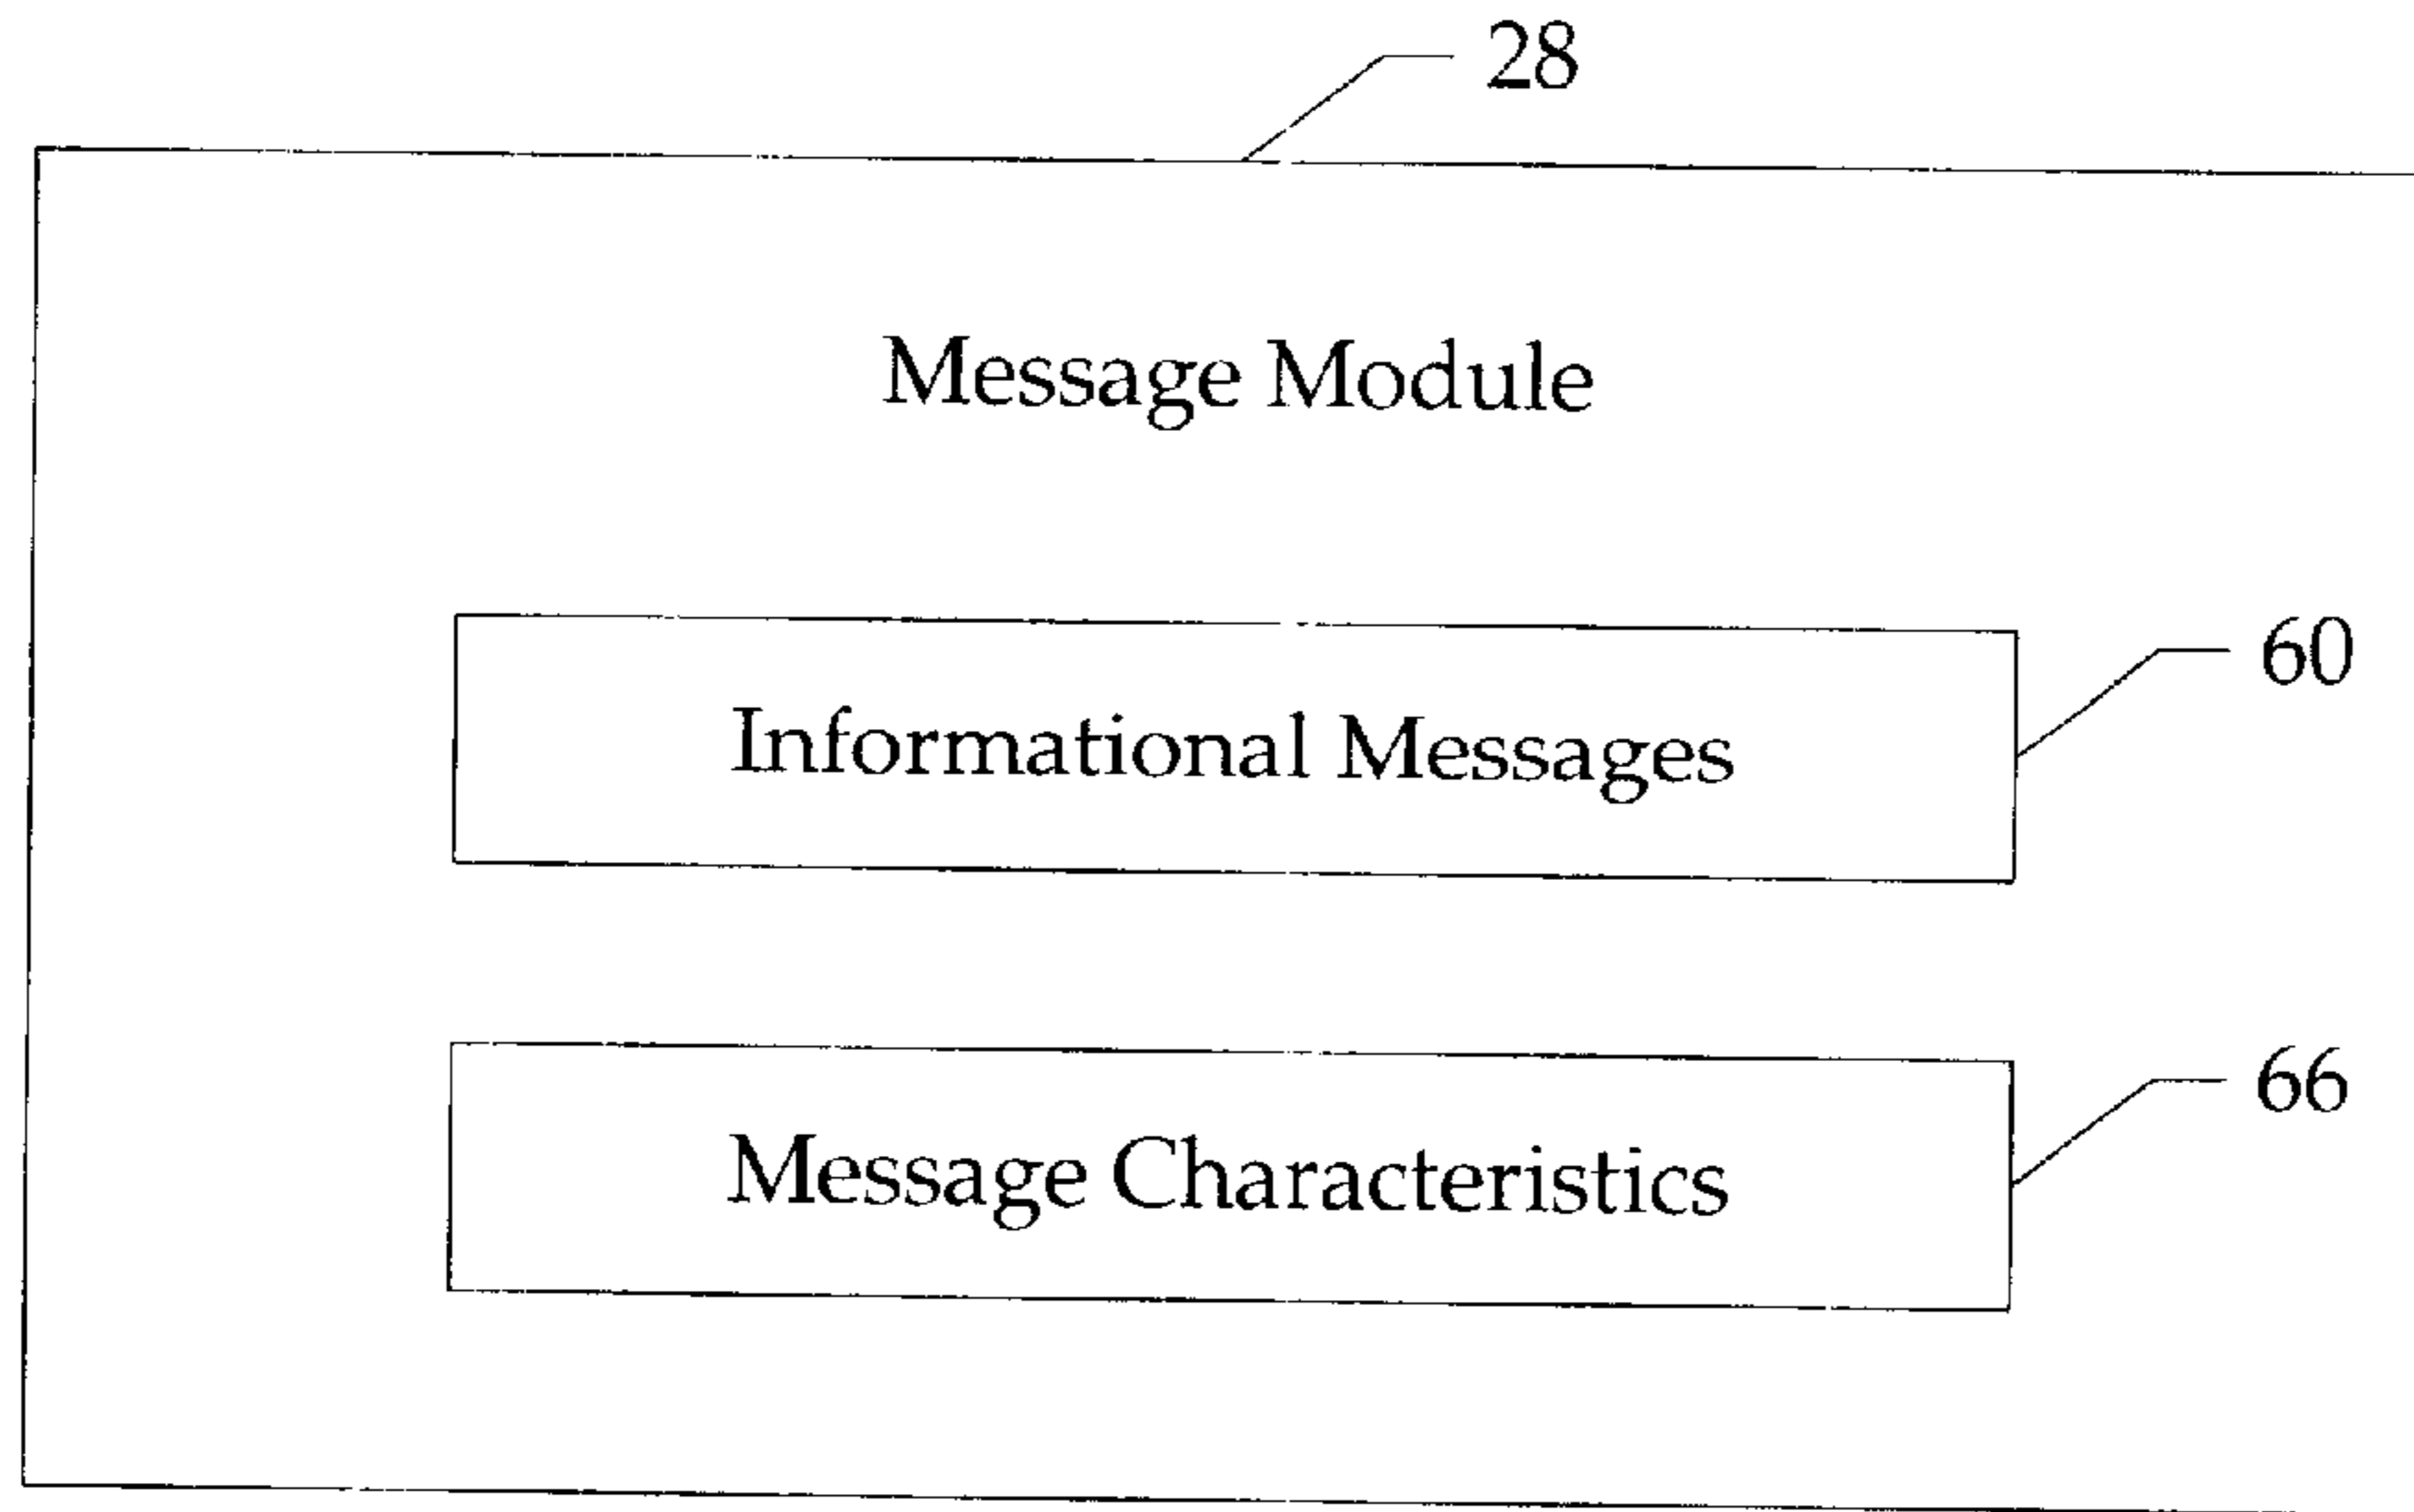 28
Message Module
60
Informational Messages
66
Message Characteristics